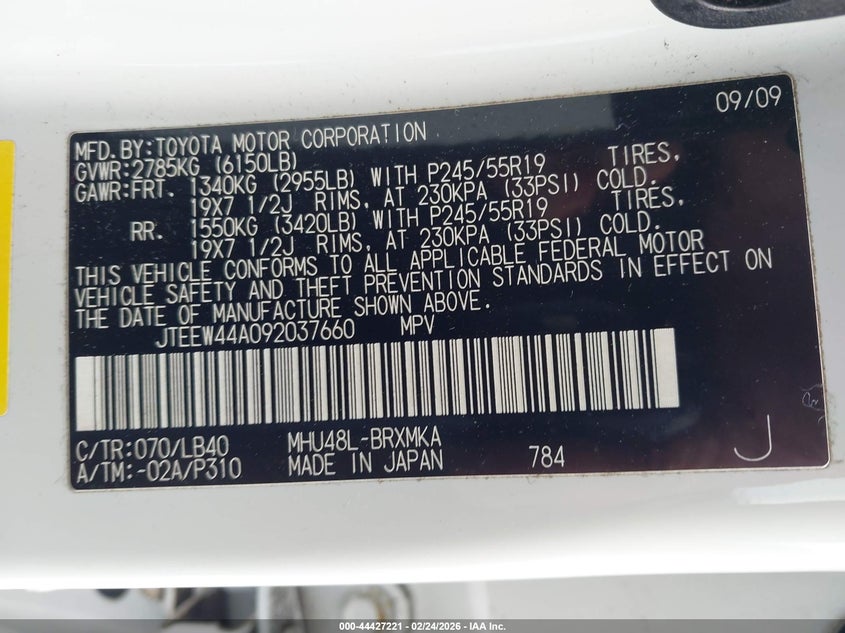 09/09
MFD.BY:TOYOTA MOTOR CORPORATION
GVWR:2785KG (6150LB)
GAWR:FRT. 1340KG (2955LB) WITH P245/55R19 TIRES,
19X7 1/2J RIMS, AT 230KPA (33PSI) COLD.
RR. 1550KG (3420LB) WITH P245/55R19 TIRES,
19X7 1/2J RIMS, AT 230KPA (33PSI) COLD.
THIS VEHICLE CONFORMS TO ALL APPLICABLE FEDERAL MOTOR
VEHICLE SAFETY AND THEFT PREVENTION STANDARDS IN EFFECT ON
THE DATE OF MANUFACTURE SHOWN ABOVE.
JTEEW44A092037660 MPV
C/TR:070/LB40 MHU48L-BRXMKA
A/TM:-02A/P310 MADE IN JAPAN 784 J
000-44427221 - 02/24/2026 - IAA Inc.